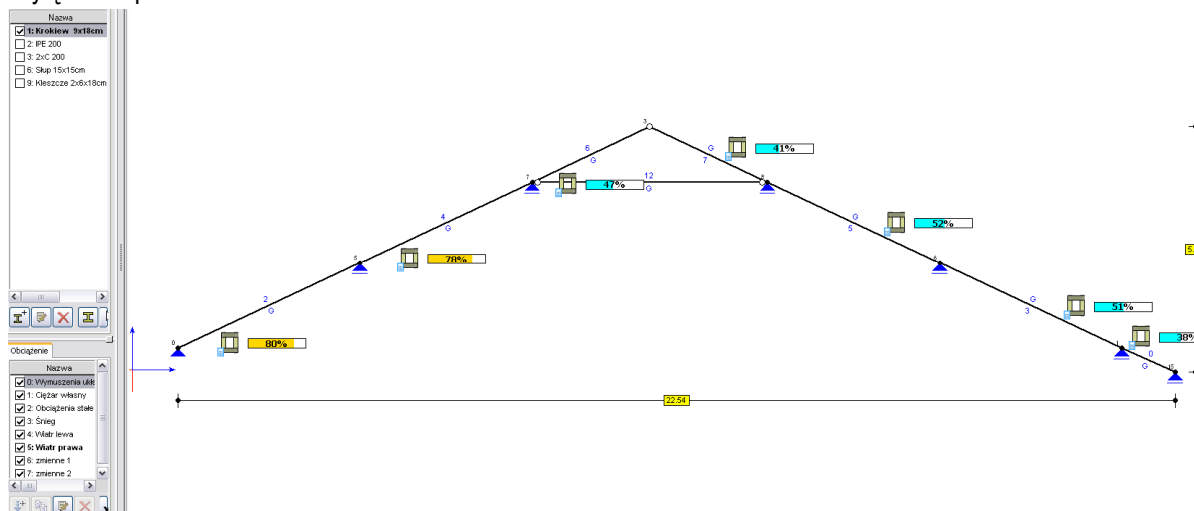 Nazwa
1: Krokiew 9x18cm
2: IPE 200
3: 2xC 200
6: Słup 15x15cm
9: Kleszcze 2x6x18cm
Obciążenie
Nazwa
0: Wymuszenia ukła
1: Ciężar własny
2: Obciążenia stałe
3: Śnieg
4: Wiatr lewa
5: Wiatr prawa
6: zmienne 1
7: zmienne 2
3
6
G
G
7
41%
7
12
G
47%
8
4
G
G
5
52%
5
78%
6
2
G
G
3
51%
0
80%
1
0
G
38%
15
22.54
5.